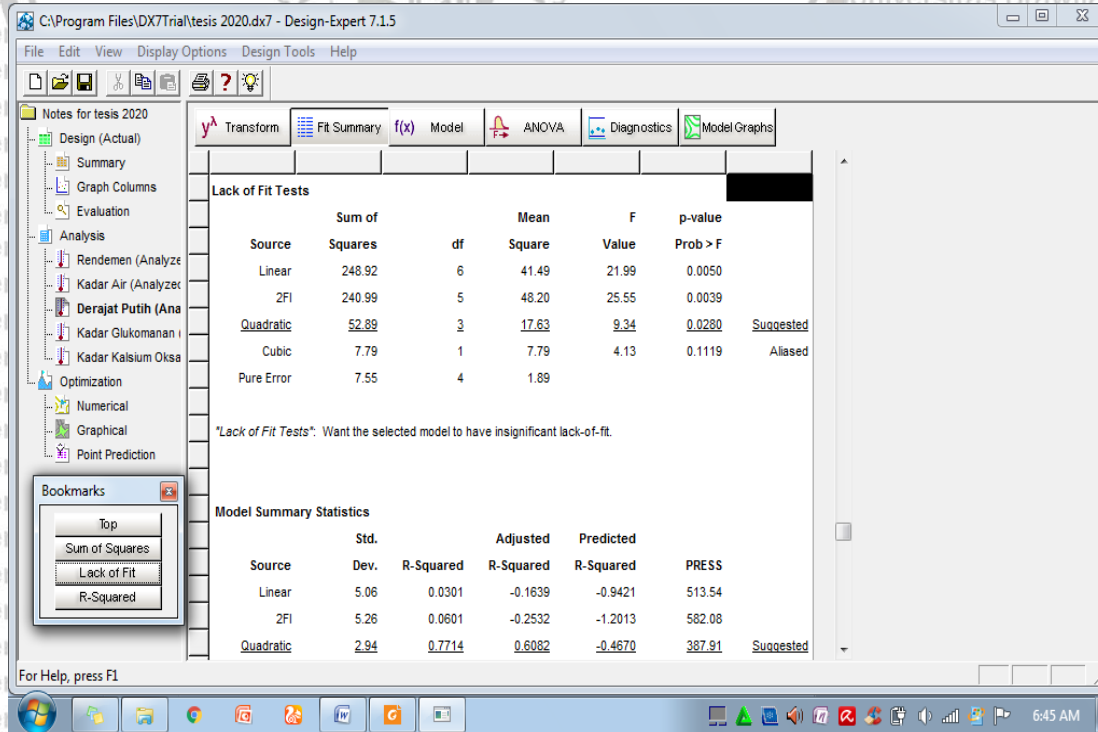 C:\Program Files\DX7Trial\tesis 2020.dx7 - Design-Expert 7.1.5
File Edit View Display Options Design Tools Help
Notes for tesis 2020
Design (Actual)
Summary
Graph Columns
Evaluation
Analysis
Rendemen (Analyze
Kadar Air (Analyzed
Derajat Putih (Ana
Kadar Glukomanan (
Kadar Kalsium Oksa
Optimization
Numerical
Graphical
Point Prediction
Bookmarks
Top
Sum of Squares
Lack of Fit
R-Squared
yλ Transform Fit Summary f(x) Model F ANOVA Diagnostics Model Graphs
Lack of Fit Tests
Sum of Mean F p-value
Source Squares df Square Value Prob > F
Linear 248.92 6 41.49 21.99 0.0050
2FI 240.99 5 48.20 25.55 0.0039
Quadratic 52.89 3 17.63 9.34 0.0280 Suggested
Cubic 7.79 1 7.79 4.13 0.1119 Aliased
Pure Error 7.55 4 1.89
"Lack of Fit Tests": Want the selected model to have insignificant lack-of-fit.
Model Summary Statistics
Std. Adjusted Predicted
Source Dev. R-Squared R-Squared R-Squared PRESS
Linear 5.06 0.0301 -0.1639 -0.9421 513.54
2FI 5.26 0.0601 -0.2532 -1.2013 582.08
Quadratic 2.94 0.7714 0.6082 -0.4670 387.91 Suggested
For Help, press F1
6:45 AM